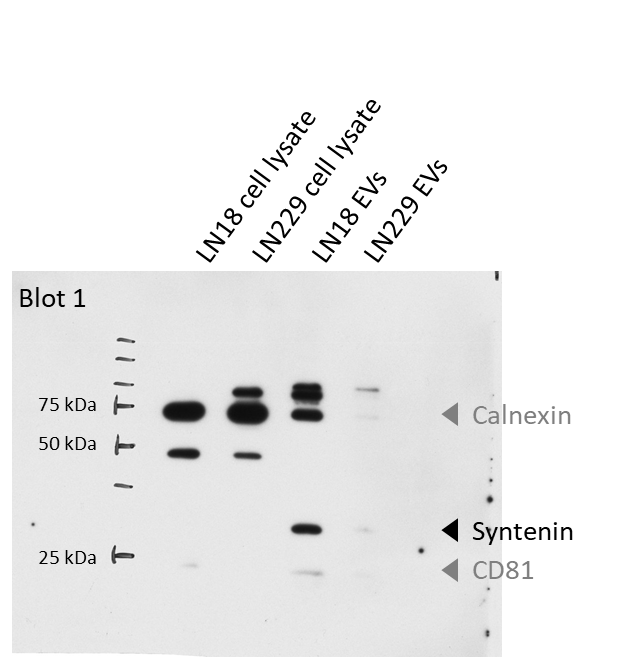 LN18 cell lysate
LN229 cell lysate
LN18 EVs
LN229 EVs
Blot 1
75 kDa
Calnexin
50 kDa
Syntenin
25 kDa
CD81